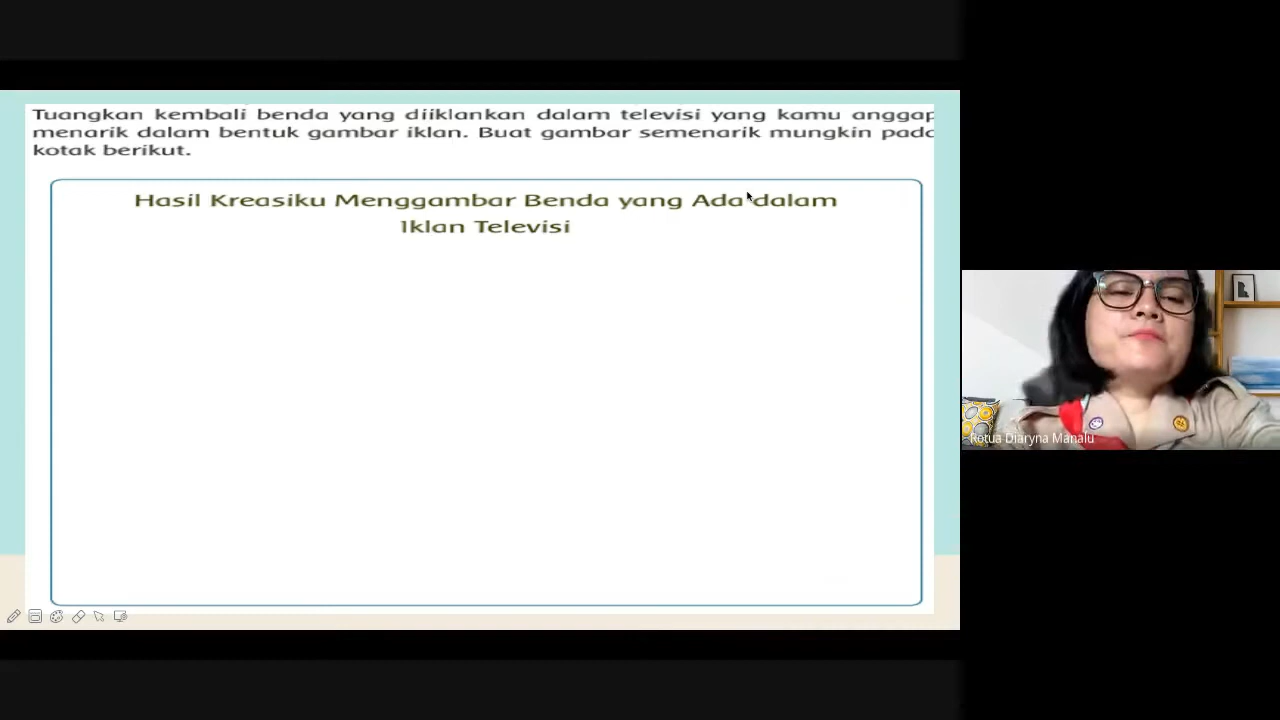 Tuangkan kembali benda yang diiklankan dalam televisi yang kamu anggap
menarik dalam bentuk gambar iklan. Buat gambar semenarik mungkin pada
kotak berikut.
Hasil Kreasiku Menggambar Benda yang Ada dalam
Iklan Televisi
Rotua Diaryna Manalu